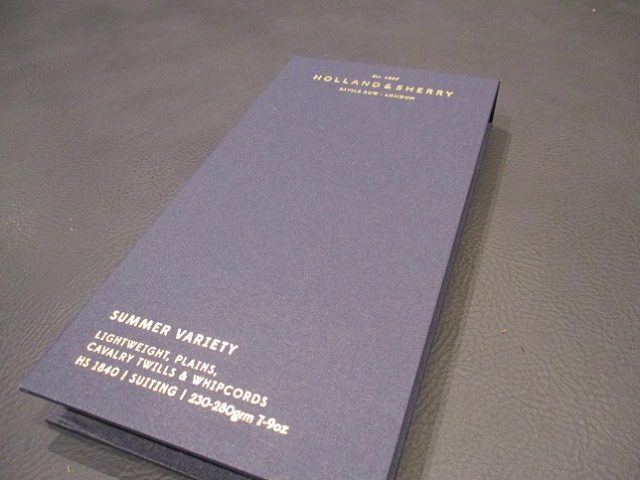 Est. 1836
HOLLAND & SHERRY
SAVILE ROW • LONDON
SUMMER VARIETY
LIGHTWEIGHT, PLAINS,
CAVALRY TWILLS & WHIPCORDS
HS 1840 | SUITING | 230-280grm 7-9oz